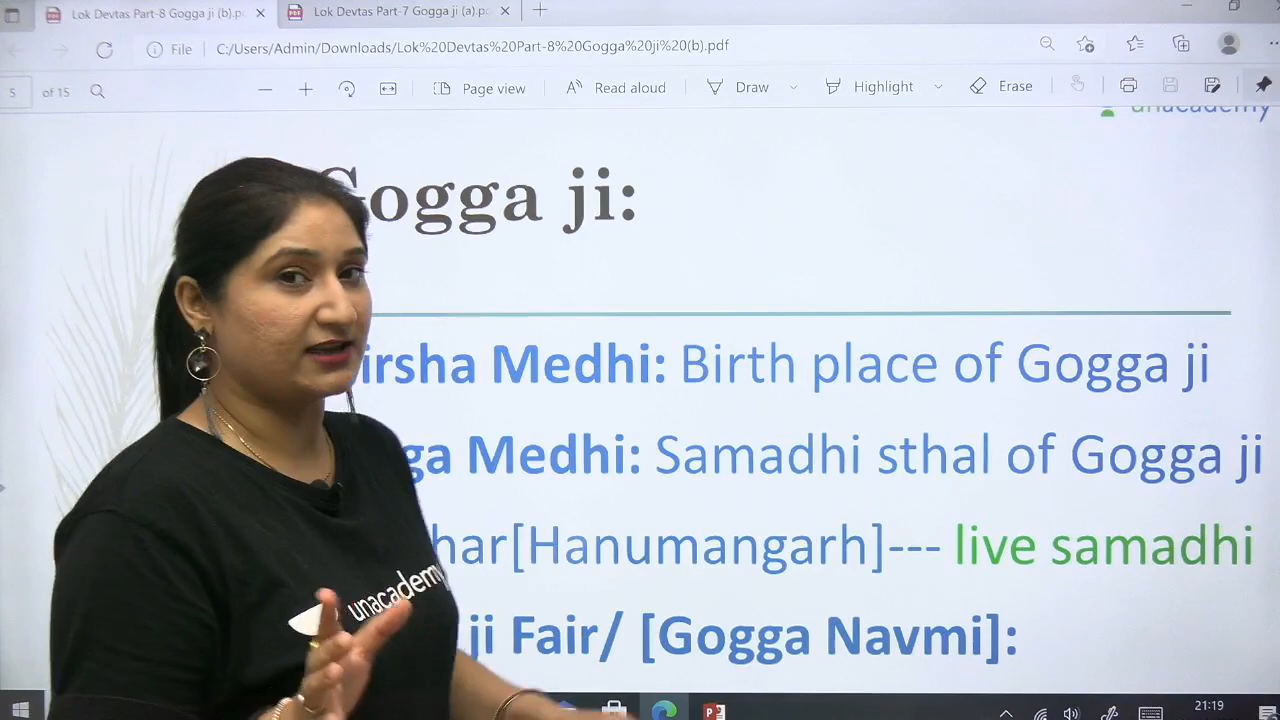 Lok Devtas Part-8 Gogga ji (b).p
Lok Devtas Part-7 Gogga ji (a).p
File C:/Users/Admin/Downloads/Lok%20Devtas%20Part-8%20Gogga%20ji%20(b).pdf
5 of 15 Page view Read aloud Draw Highlight Erase
unacademy
Gogga ji:
irsha Medhi: Birth place of Gogga ji
ga Medhi: Samadhi sthal of Gogga ji
har[Hanumangarh]--- live samadhi
ji Fair/ [Gogga Navmi]:
unacademy
21:19